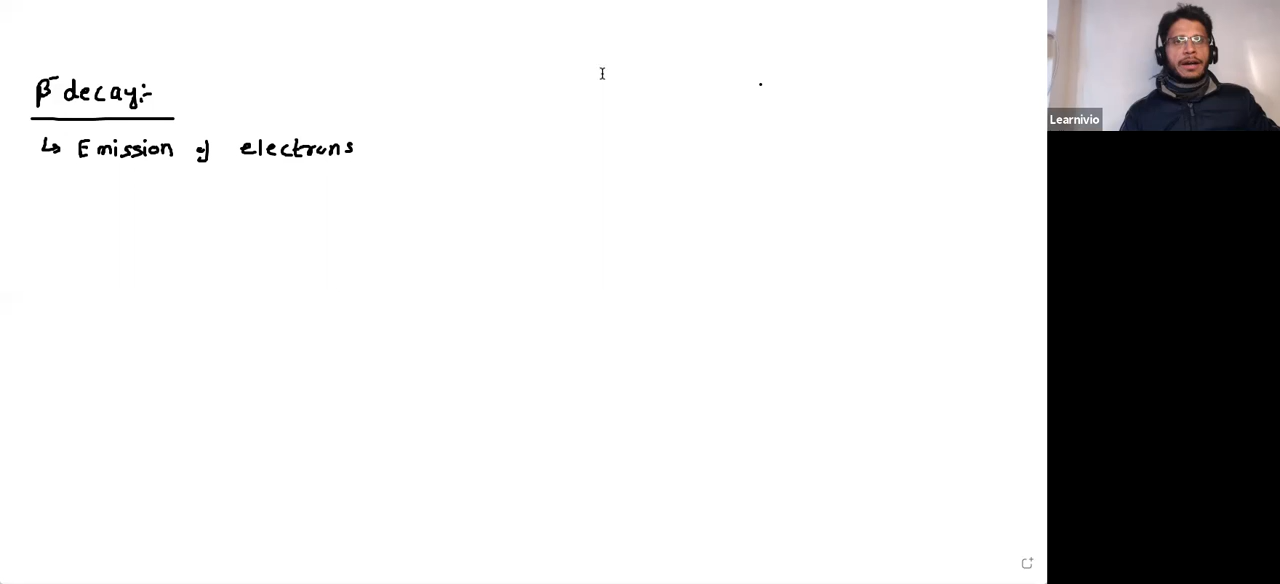 β⁻ decay:-
↳ Emission of electrons
Learnivio